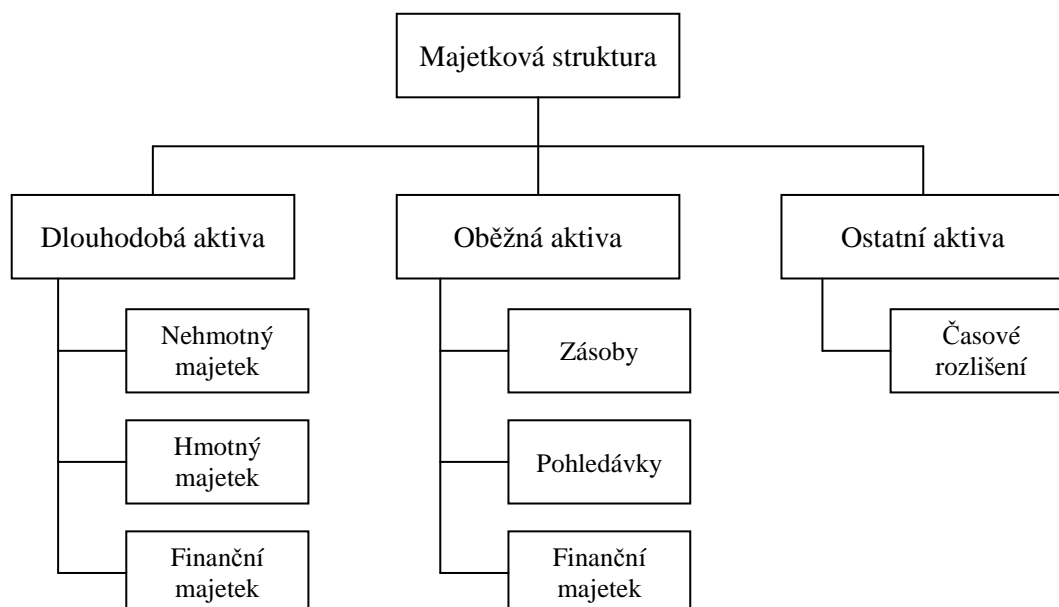 Majetková struktura
Dlouhodobá aktiva
Nehmotný
majetek
Hmotný
majetek
Finanční
majetek
Oběžná aktiva
Zásoby
Pohledávky
Finanční
majetek
Ostatní aktiva
Časové
rozlišení